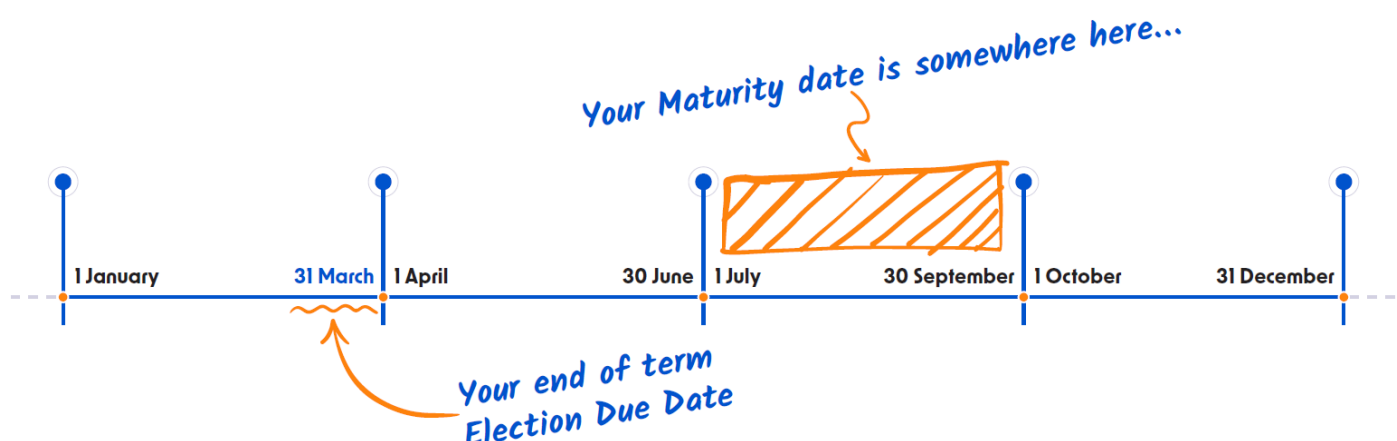 Your Maturity date is somewhere here...
1 January
31 March
1 April
30 June
1 July
30 September
1 October
31 December
Your end of term
Election Due Date